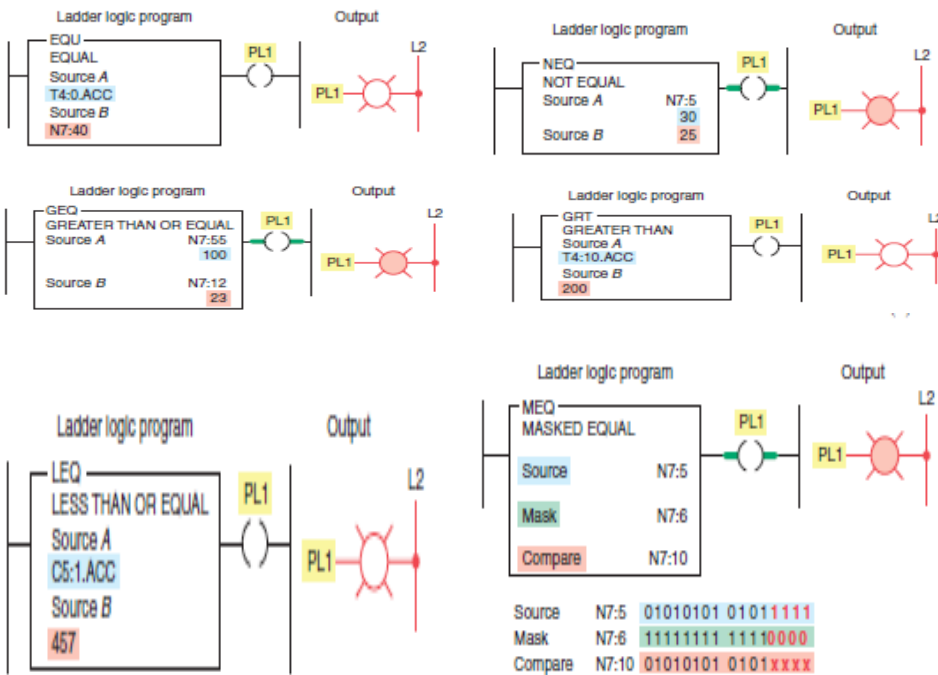 Ladder logic program Output
EQU
EQUAL
Source A
T4:0.ACC
Source B
N7:40
PL1
PL1
L2
Ladder logic program Output
NEQ
NOT EQUAL
Source A N7:5
30
Source B 25
PL1
PL1
L2
Ladder logic program Output
GEQ
GREATER THAN OR EQUAL
Source A N7:55
100
Source B N7:12
23
PL1
PL1
L2
Ladder logic program Output
GRT
GREATER THAN
Source A
T4:10.ACC
Source B
200
PL1
PL1
L2
Ladder logic program Output
LEQ
LESS THAN OR EQUAL
Source A
C5:1.ACC
Source B
457
PL1
PL1
L2
Ladder logic program Output
MEQ
MASKED EQUAL
Source N7:5
Mask N7:6
Compare N7:10
PL1
PL1
L2
Source N7:5 01010101 01011111
Mask N7:6 11111111 11110000
Compare N7:10 01010101 0101xxxx